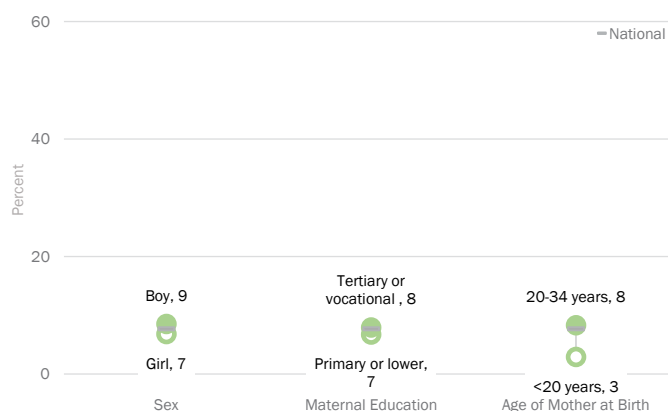 60
National
40
Percent
20
Boy, 9
Tertiary or
vocational , 8
20-34 years, 8
Girl, 7
Primary or lower,
7
<20 years, 3
0
Sex
Maternal Education
Age of Mother at Birth